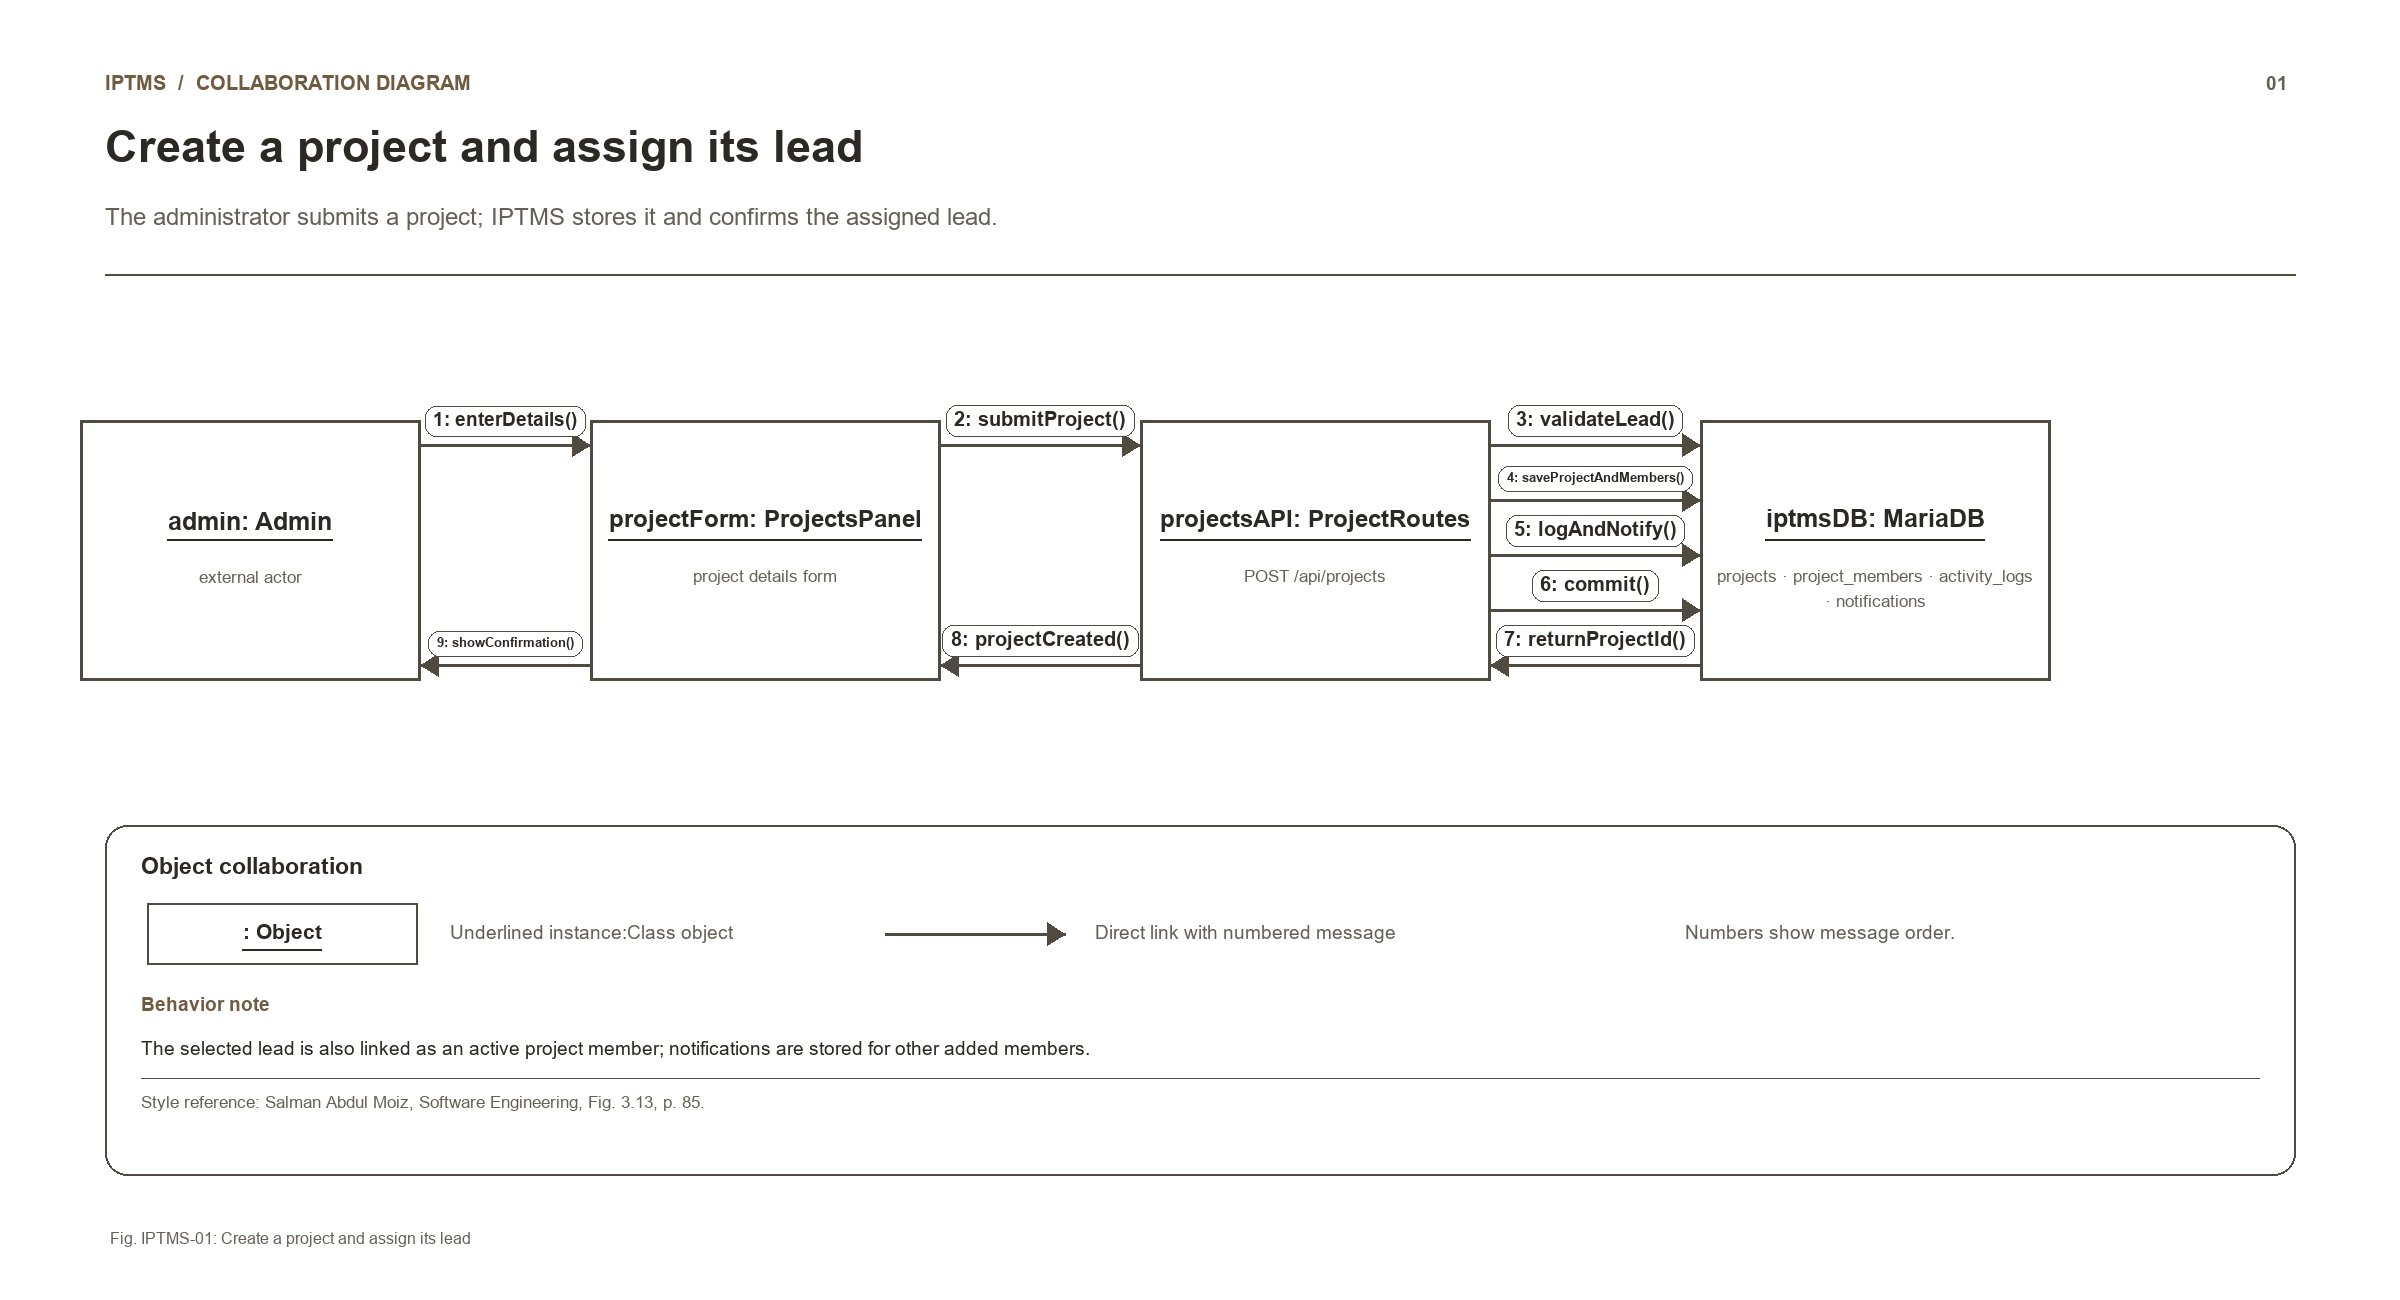 IPTMS / COLLABORATION DIAGRAM
01
Create a project and assign its lead
The administrator submits a project; IPTMS stores it and confirms the assigned lead.
1: enterDetails()
2: submitProject()
3: validateLead()
4: saveProjectAndMembers()
admin: Admin
projectForm: ProjectsPanel
projectsAPI: ProjectRoutes
iptmsDB: MariaDB
5: logAndNotify()
external actor
project details form
POST /api/projects
projects · project_members · activity_logs
· notifications
6: commit()
9: showConfirmation()
8: projectCreated()
7: returnProjectId()
Object collaboration
: Object
Underlined instance:Class object
Direct link with numbered message
Numbers show message order.
Behavior note
The selected lead is also linked as an active project member; notifications are stored for other added members.
Style reference: Salman Abdul Moiz, Software Engineering, Fig. 3.13, p. 85.
Fig. IPTMS-01: Create a project and assign its lead